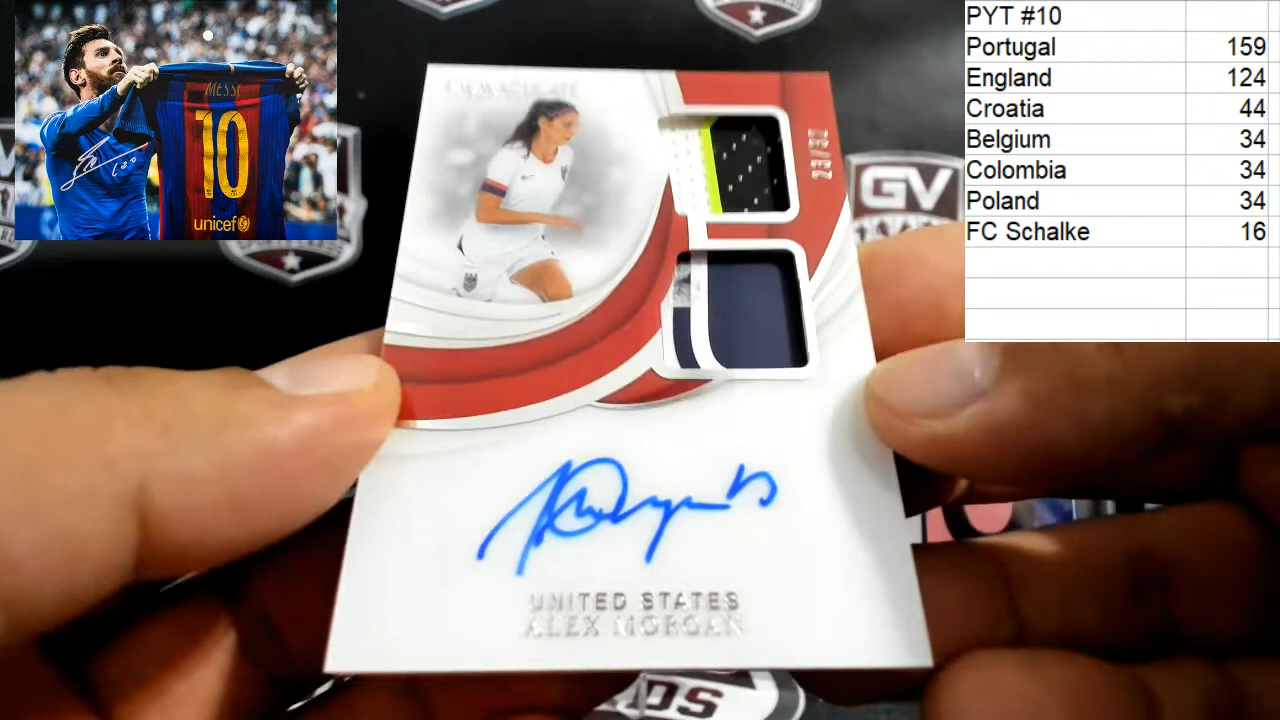 MESSI
10
unicef
IMMACULATE
GV
UNITED STATES
ALEX MORGAN
PYT #10
Portugal 159
England 124
Croatia 44
Belgium 34
Colombia 34
Poland 34
FC Schalke 16